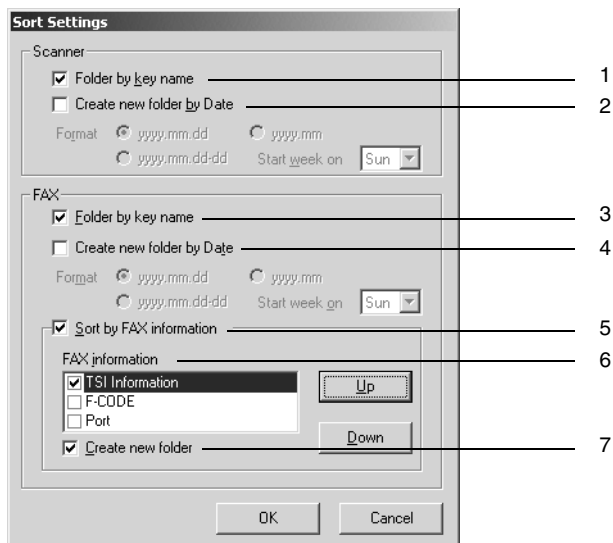 Sort Settings
Scanner
Folder by key name 1
Create new folder by Date 2
Format yyyy.mm.dd yyyy.mm
yyyy.mm.dd-dd Start week on Sun
FAX
Folder by key name 3
Create new folder by Date 4
Format yyyy.mm.dd yyyy.mm
yyyy.mm.dd-dd Start week on Sun
Sort by FAX information 5
FAX information 6
TSI Information Up
F-CODE
Port
Create new folder Down 7
OK Cancel